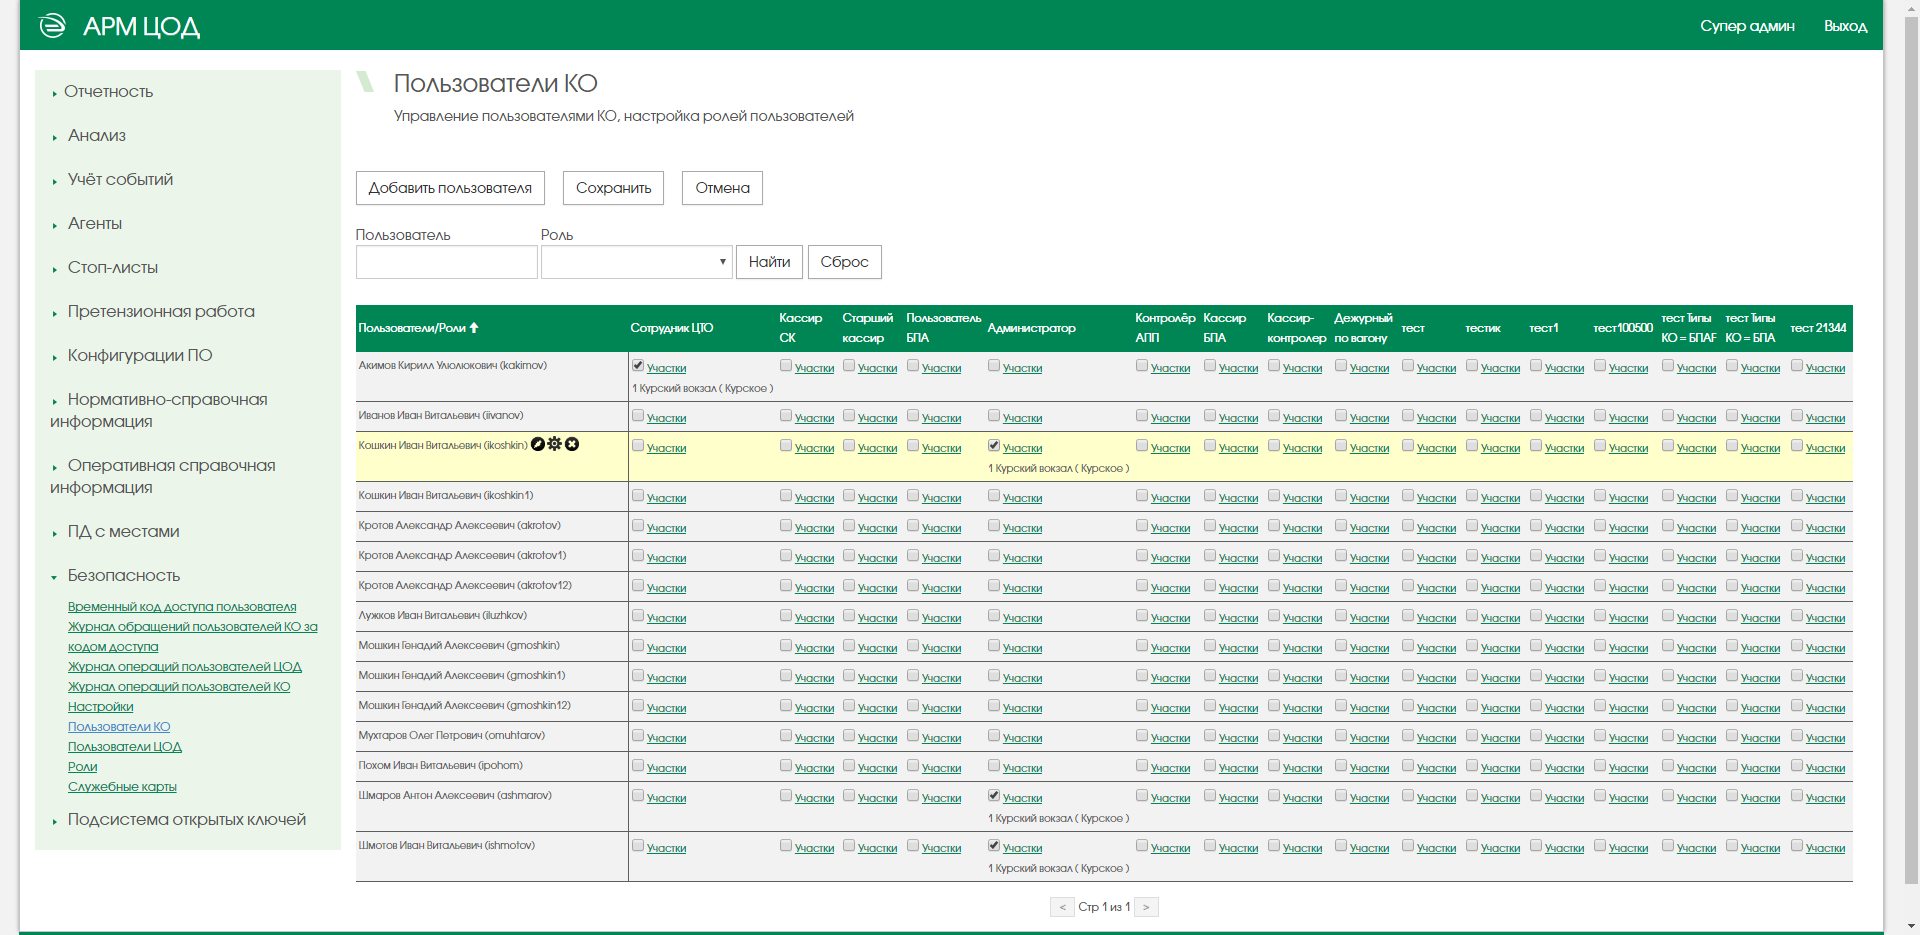 АРМ ЦОД
Супер админ Выход
Отчетность
Анализ
Учёт событий
Агенты
Стоп-листы
Претензионная работа
Конфигурации ПО
Нормативно-справочная
информация
Оперативная справочная
информация
ПД с местами
Безопасность
Временный код доступа пользователя
Журнал обращений пользователей КО за
кодом доступа
Журнал операций пользователей ЦОД
Журнал операций пользователей КО
Настройки
Пользователи КО
Пользователи ЦОД
Роли
Служебные карты
Подсистема открытых ключей
Пользователи КО
Управление пользователями КО, настройка ролей пользователей
Добавить пользователя Сохранить Отмена
Пользователь Роль
Найти Сброс
Пользователи/Роли Сотрудник ЦТО Кассир СК Старший кассир Пользователь БПА Администратор Контролёр АПП Кассир БПА Кассир-контролер Дежурный по вагону тест тестик тест1 тест100500 тест Типы КО = БПАF тест Типы КО = БПА тест 21344
Акимов Кирилл Улюлюкович (kakimov) Участки Участки Участки Участки Участки Участки Участки Участки Участки Участки Участки Участки Участки Участки Участки Участки
1 Курский вокзал ( Курское )
Иванов Иван Витальевич (iivanov) Участки Участки Участки Участки Участки Участки Участки Участки Участки Участки Участки Участки Участки Участки Участки Участки
Кошкин Иван Витальевич (ikoshkin) Участки Участки Участки Участки Участки Участки Участки Участки Участки Участки Участки Участки Участки Участки Участки Участки
1 Курский вокзал ( Курское )
Кошкин Иван Витальевич (ikoshkin1) Участки Участки Участки Участки Участки Участки Участки Участки Участки Участки Участки Участки Участки Участки Участки Участки
Кротов Александр Алексеевич (akrotov) Участки Участки Участки Участки Участки Участки Участки Участки Участки Участки Участки Участки Участки Участки Участки Участки
Кротов Александр Алексеевич (akrotov1) Участки Участки Участки Участки Участки Участки Участки Участки Участки Участки Участки Участки Участки Участки Участки Участки
Кротов Александр Алексеевич (akrotov12) Участки Участки Участки Участки Участки Участки Участки Участки Участки Участки Участки Участки Участки Участки Участки Участки
Лужков Иван Витальевич (iluzhkov) Участки Участки Участки Участки Участки Участки Участки Участки Участки Участки Участки Участки Участки Участки Участки Участки
Мошкин Генадий Алексеевич (gmoshkin) Участки Участки Участки Участки Участки Участки Участки Участки Участки Участки Участки Участки Участки Участки Участки Участки
Мошкин Генадий Алексеевич (gmoshkin1) Участки Участки Участки Участки Участки Участки Участки Участки Участки Участки Участки Участки Участки Участки Участки Участки
Мошкин Генадий Алексеевич (gmoshkin12) Участки Участки Участки Участки Участки Участки Участки Участки Участки Участки Участки Участки Участки Участки Участки Участки
Мухтаров Олег Петрович (omuhtarov) Участки Участки Участки Участки Участки Участки Участки Участки Участки Участки Участки Участки Участки Участки Участки Участки
Похом Иван Витальевич (ipohom) Участки Участки Участки Участки Участки Участки Участки Участки Участки Участки Участки Участки Участки Участки Участки Участки
Шмаров Антон Алексеевич (ashmarov) Участки Участки Участки Участки Участки Участки Участки Участки Участки Участки Участки Участки Участки Участки Участки Участки
1 Курский вокзал ( Курское )
Шмотов Иван Витальевич (ishmotov) Участки Участки Участки Участки Участки Участки Участки Участки Участки Участки Участки Участки Участки Участки Участки Участки
1 Курский вокзал ( Курское )
< Стр 1 из 1 >